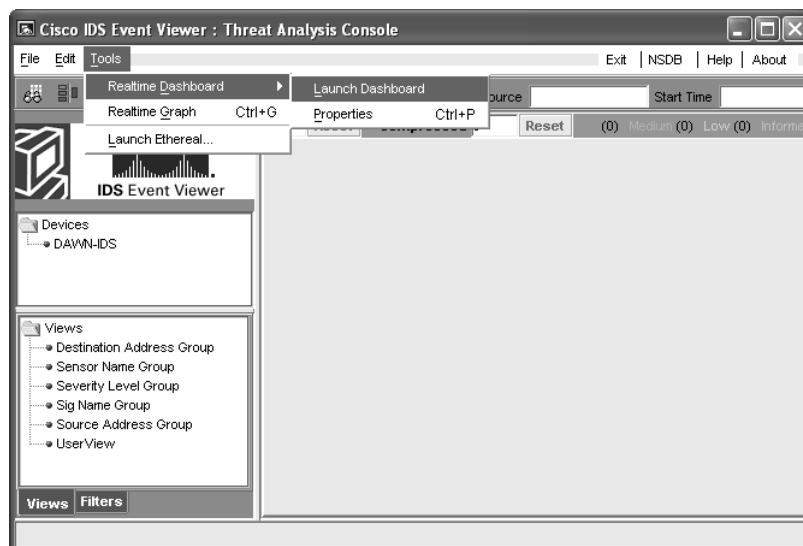 Cisco IDS Event Viewer : Threat Analysis Console
File Edit Tools Exit NSDB Help About
Realtime Dashboard
Launch Dashboard
Start Time
Realtime Graph Ctrl+G
Properties Ctrl+P
Reset (0) Medium (0) Low (0) Informa
Launch Ethereal...
IDS Event Viewer
Devices
DAWN-IDS
Views
Destination Address Group
Sensor Name Group
Severity Level Group
Sig Name Group
Source Address Group
UserView
Views Filters